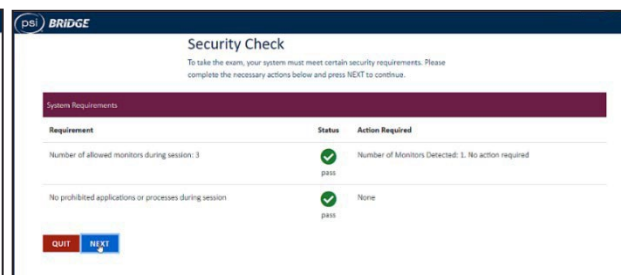 psi BRIDGE
Security Check
To take the exam, your system must meet certain security requirements. Please
complete the necessary actions below and press NEXT to continue.
System Requirements
Requirement Status Action Required
Number of allowed monitors during session: 3 Number of Monitors Detected: 1. No action required
pass
No prohibited applications or processes during session None
pass
QUIT NEXT